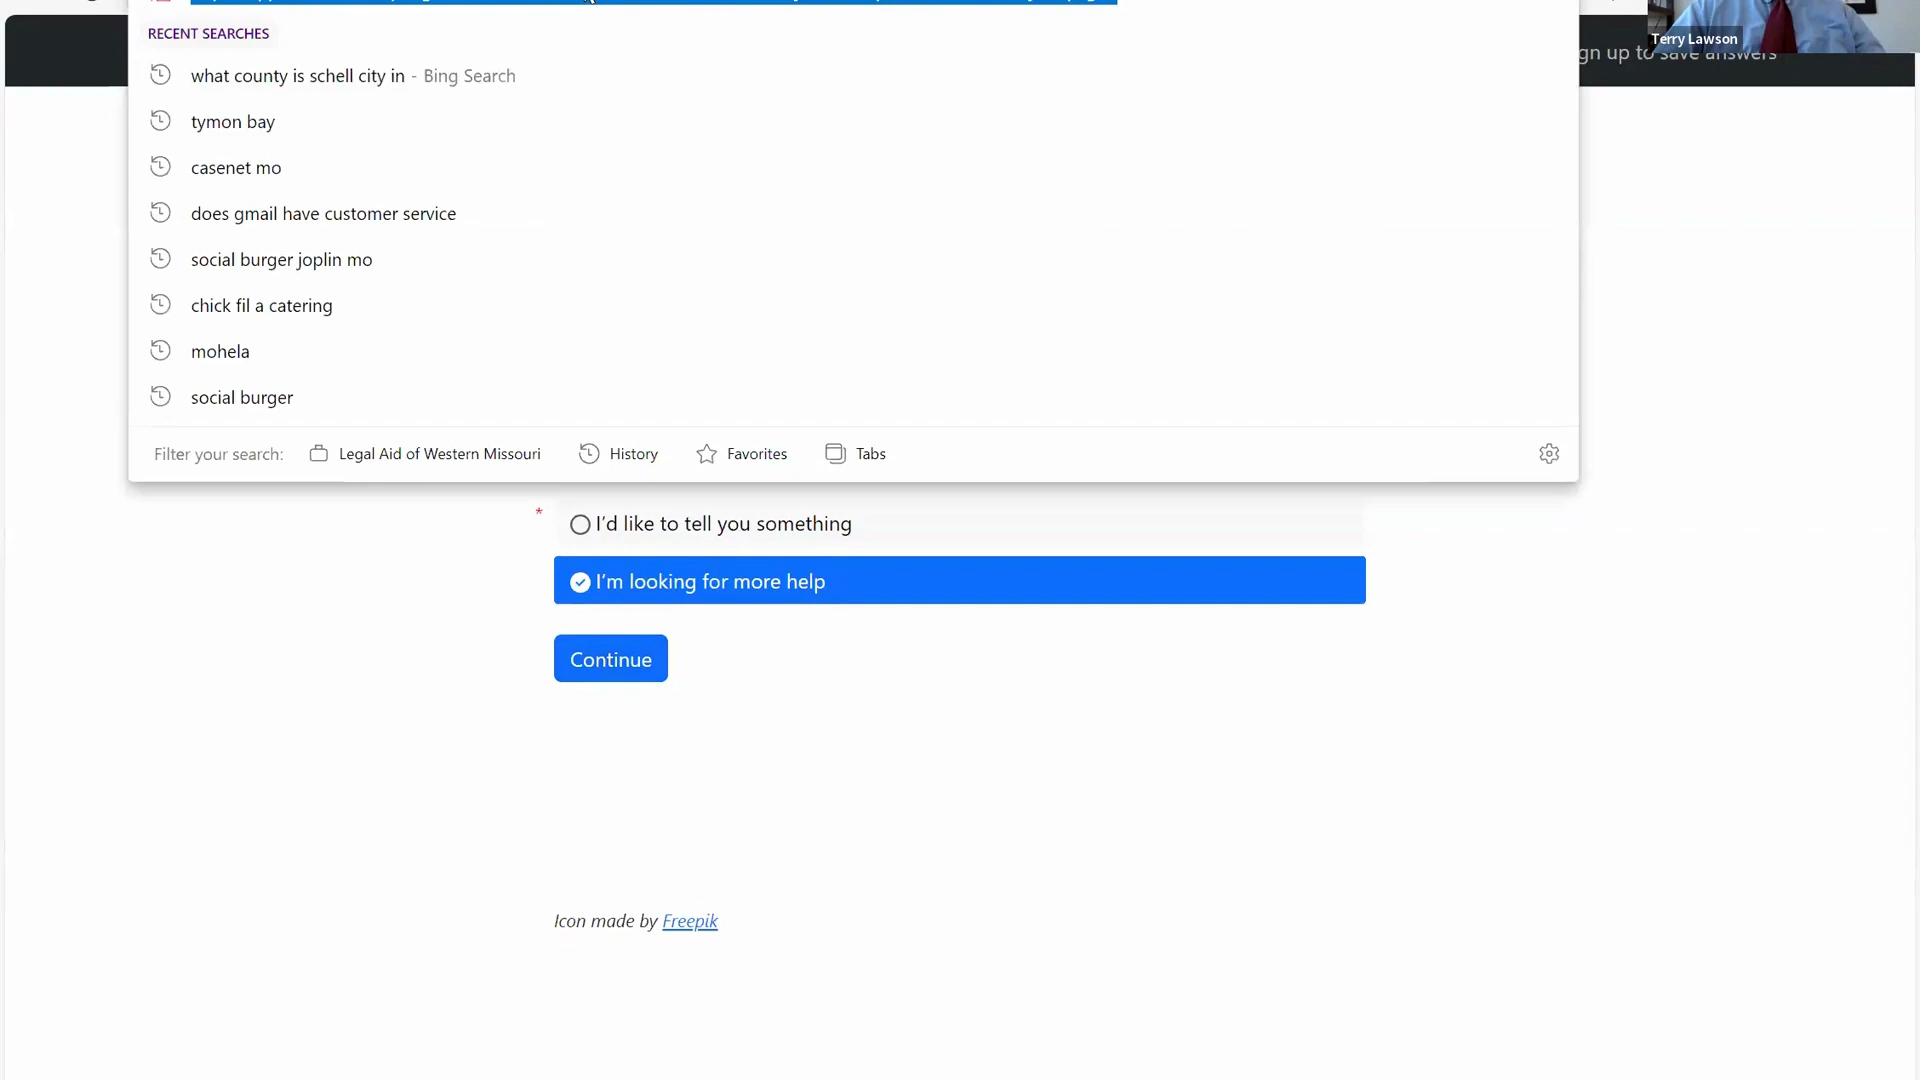 RECENT SEARCHES
what county is schell city in - Bing Search
tymon bay
casenet mo
does gmail have customer service
social burger joplin mo
chick fil a catering
mohela
social burger
Filter your search: Legal Aid of Western Missouri History Favorites Tabs
Terry Lawson
up to save answers
* I'd like to tell you something
I'm looking for more help
Continue
Icon made by Freepik